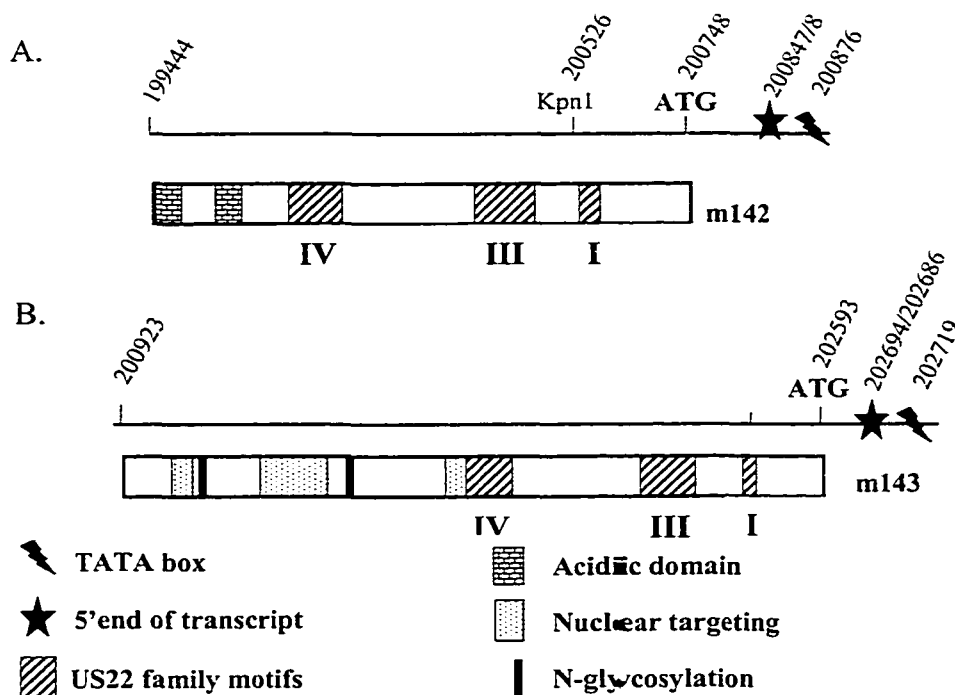 A.
199444
200526
200748
200847/8
200876
Kpn1
ATG
m142
IV
III
I
B.
200923
202593
202694/202686
202719
ATG
m143
IV
III
I
TATA box
Acidic domain
5'end of transcript
Nuclear targeting
US22 family motifs
N-glycosylation